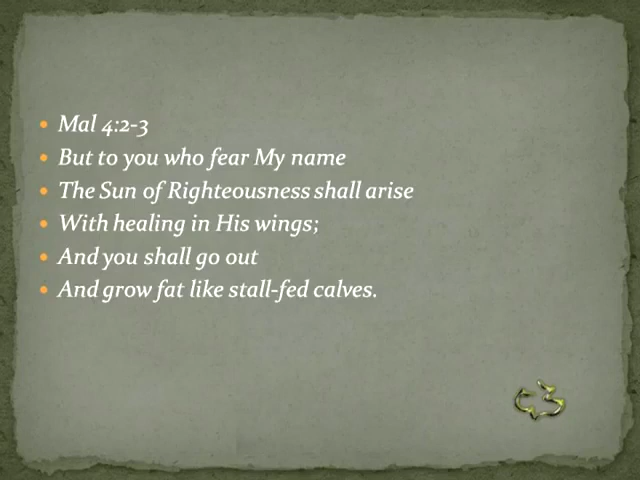 Mal 4:2-3
But to you who fear My name
The Sun of Righteousness shall arise
With healing in His wings;
And you shall go out
And grow fat like stall-fed calves.